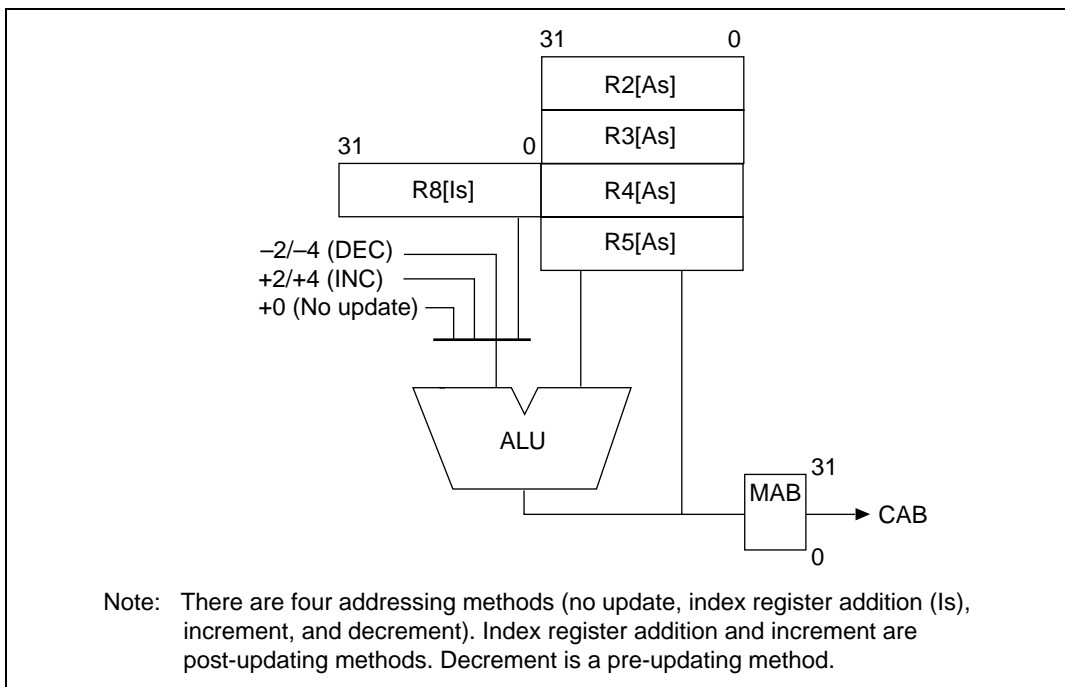 31 0
R2[As]
R3[As]
31 0
R8[Is] R4[As]
R5[As]
–2/–4 (DEC)
+2/+4 (INC)
+0 (No update)
ALU
31
MAB
CAB
0
Note: There are four addressing methods (no update, index register addition (Is),
increment, and decrement). Index register addition and increment are
post-updating methods. Decrement is a pre-updating method.